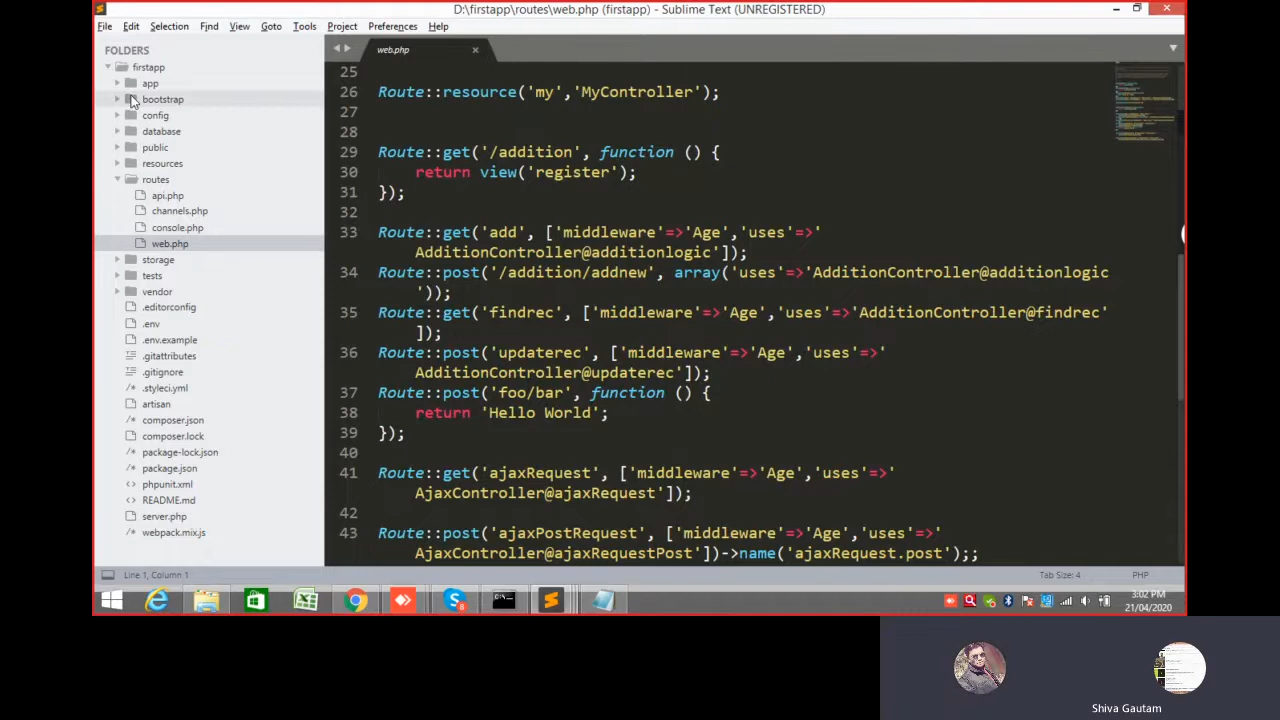 D:\firstapp\routes\web.php (firstapp) - Sublime Text (UNREGISTERED)
File Edit Selection Find View Goto Tools Project Preferences Help
FOLDERS
firstapp
app
bootstrap
config
database
public
resources
routes
api.php
channels.php
console.php
web.php
storage
tests
vendor
.editorconfig
.env
.env.example
.gitattributes
.gitignore
.styleci.yml
artisan
composer.json
composer.lock
package-lock.json
package.json
phpunit.xml
README.md
server.php
webpack.mix.js
web.php
25
26 Route::resource('my','MyController');
27
28
29 Route::get('/addition', function () {
30 return view('register');
31 });
32
33 Route::get('add', ['middleware'=>'Age','uses'=>'
AdditionController@additionlogic']);
34 Route::post('/addition/addnew', array('uses'=>'AdditionController@additionlogic
'));
35 Route::get('findrec', ['middleware'=>'Age','uses'=>'AdditionController@findrec'
]);
36 Route::post('updaterec', ['middleware'=>'Age','uses'=>'
AdditionController@updaterec']);
37 Route::post('foo/bar', function () {
38 return 'Hello World';
39 });
40
41 Route::get('ajaxRequest', ['middleware'=>'Age','uses'=>'
AjaxController@ajaxRequest']);
42
43 Route::post('ajaxPostRequest', ['middleware'=>'Age','uses'=>'
AjaxController@ajaxRequestPost'])->name('ajaxRequest.post');;
Line 1, Column 1
Tab Size: 4
PHP
3:02 PM
21/04/2020
Shiva Gautam